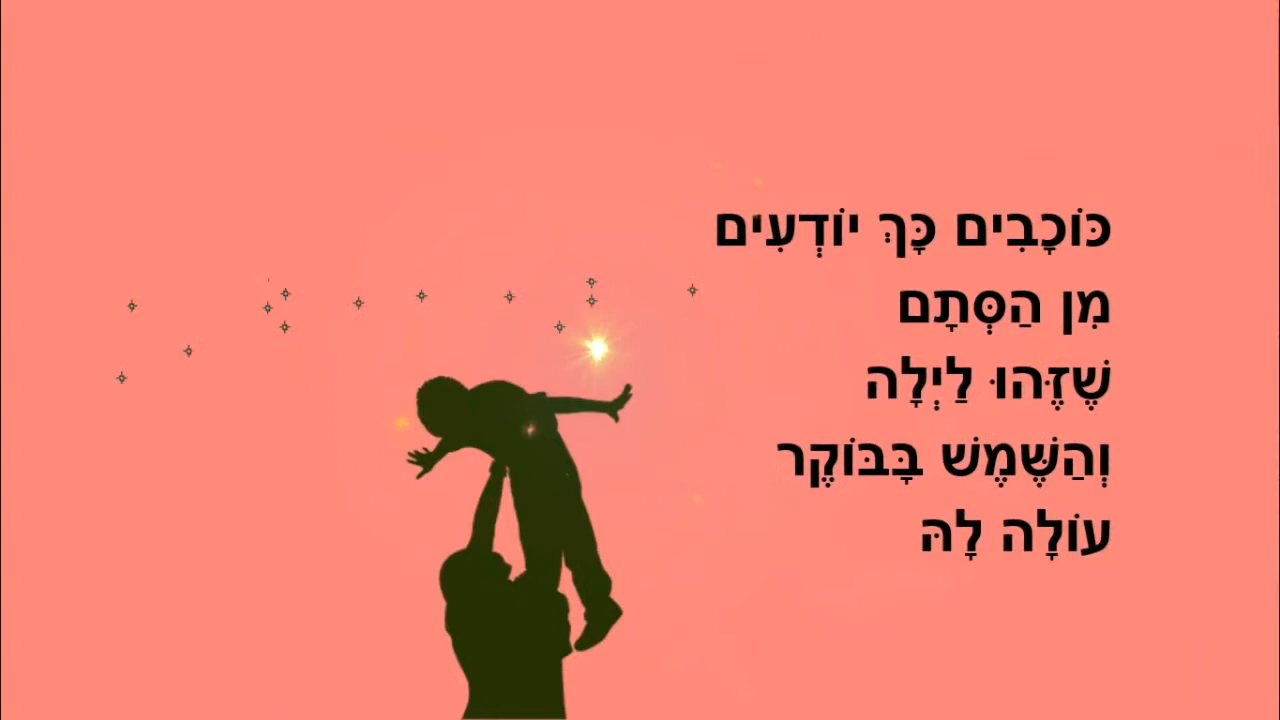 כּוֹכָבִים כָּךְ יוֹדְעִים
מִן הַסְּתָם
שֶׁזֶּהוּ לַיְלָה
וְהַשֶּׁמֶשׁ בָּבּוֹקֶר
עוֹלָה לָהּ